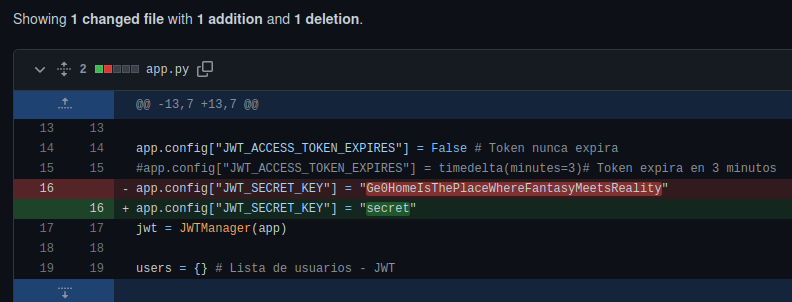 Showing 1 changed file with 1 addition and 1 deletion.
2 app.py
@@ -13,7 +13,7 @@
13 13
14 14 app.config["JWT_ACCESS_TOKEN_EXPIRES"] = False # Token nunca expira
15 15 #app.config["JWT_ACCESS_TOKEN_EXPIRES"] = timedelta(minutes=3)# Token expira en 3 minutos
16 - app.config["JWT_SECRET_KEY"] = "Ge0HomeIsThePlaceWhereFantasyMeetsReality"
16 + app.config["JWT_SECRET_KEY"] = "secret"
17 17 jwt = JWTManager(app)
18 18
19 19 users = {} # Lista de usuarios - JWT